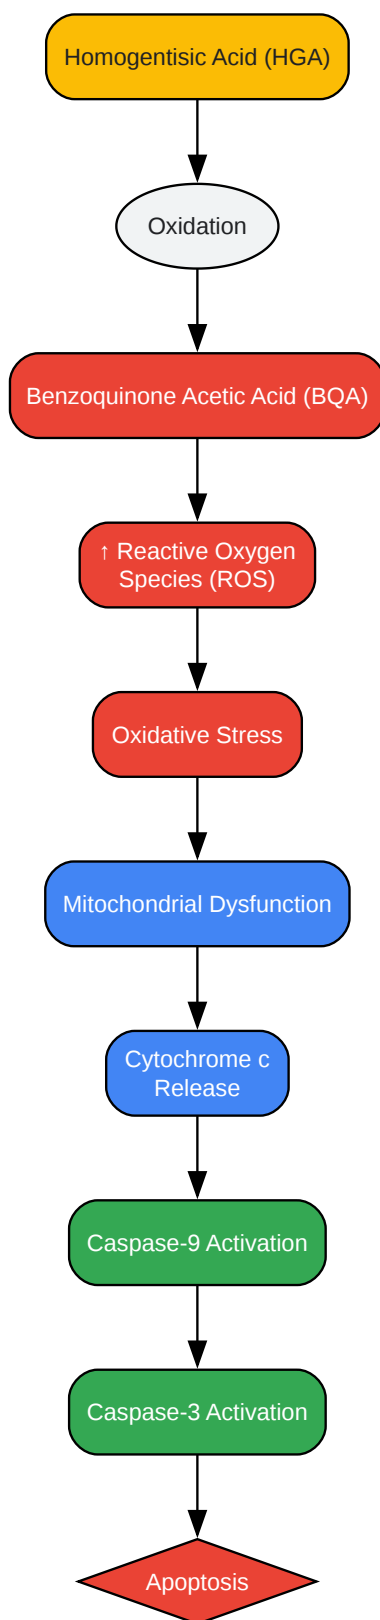 Homogentisic Acid (HGA)
Oxidation
Benzoquinone Acetic Acid (BQA)
↑ Reactive Oxygen
Species (ROS)
Oxidative Stress
Mitochondrial Dysfunction
Cytochrome c
Release
Caspase-9 Activation
Caspase-3 Activation
Apoptosis